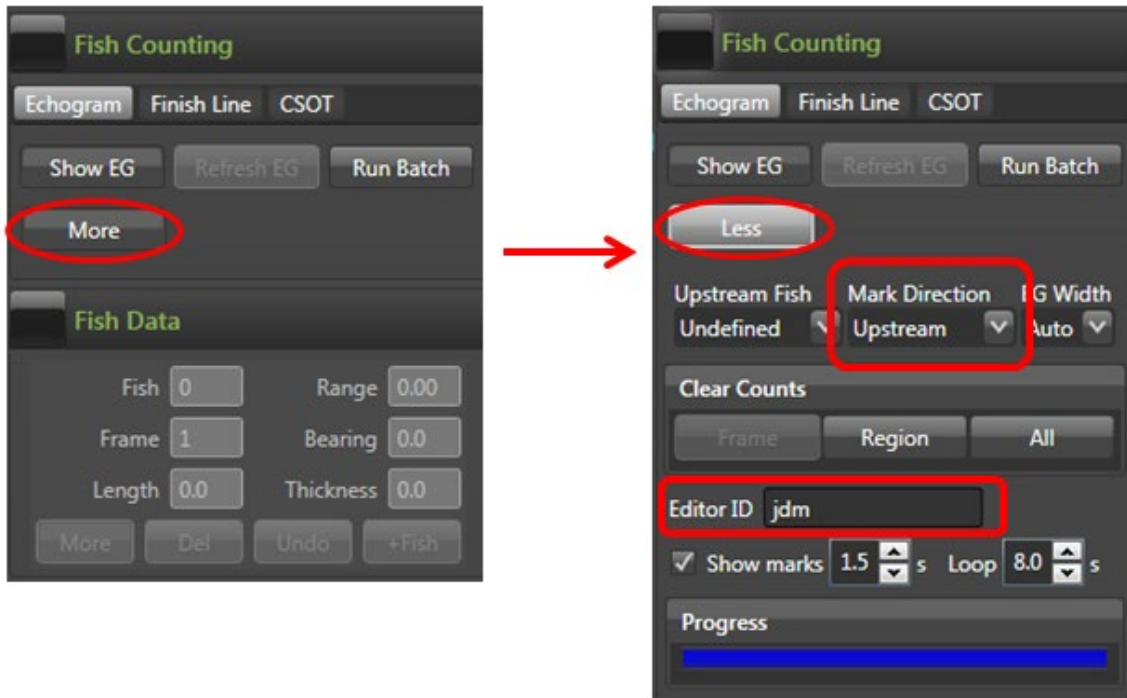 Fish Counting
Echogram Finish Line CSOT
Show EG Refresh EG Run Batch
More
Fish Data
Fish 0 Range 0.00
Frame 1 Bearing 0.0
Length 0.0 Thickness 0.0
More Del Undo +Fish
Fish Counting
Echogram Finish Line CSOT
Show EG Refresh EG Run Batch
Less
Upstream Fish Mark Direction EG Width
Undefined Upstream Auto
Clear Counts
Frame Region All
Editor ID jdm
Show marks 1.5 s Loop 8.0 s
Progress